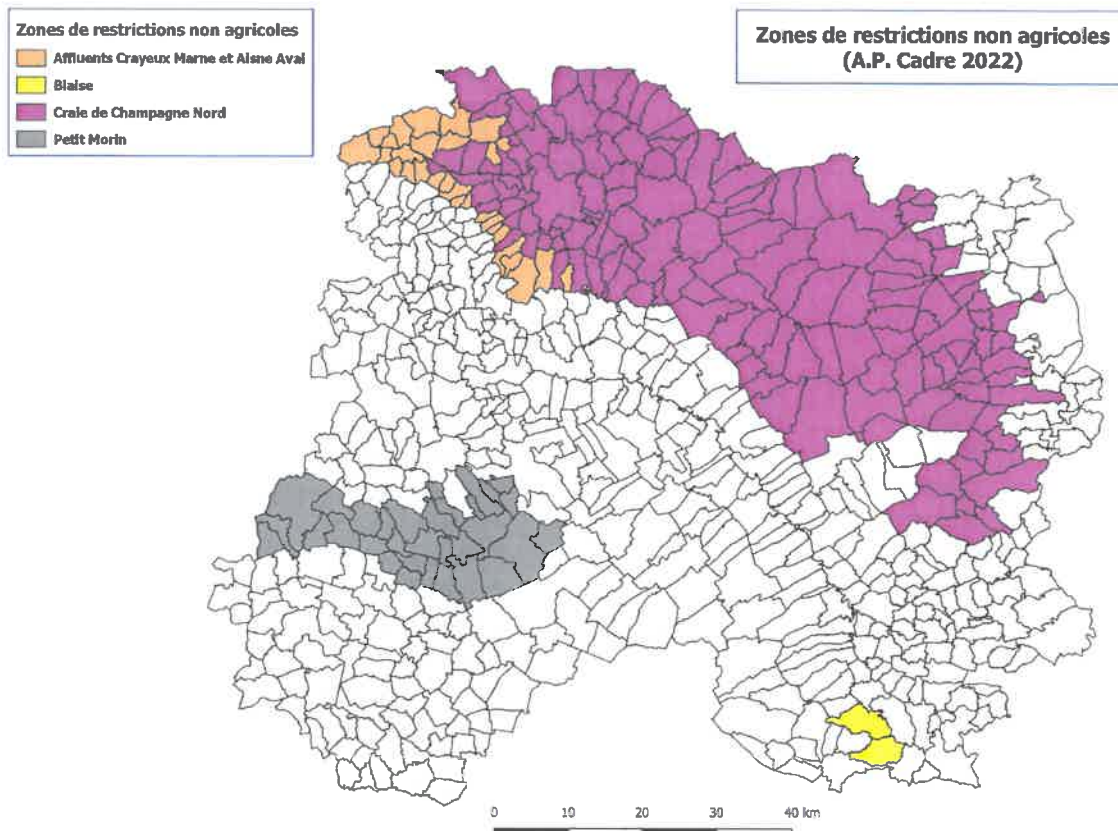 Zones de restrictions non agricoles
Affluents Crayeux Marne et Aisne Aval
Blaise
Craie de Champagne Nord
Petit Morin
Zones de restrictions non agricoles
(A.P. Cadre 2022)
0 10 20 30 40 km